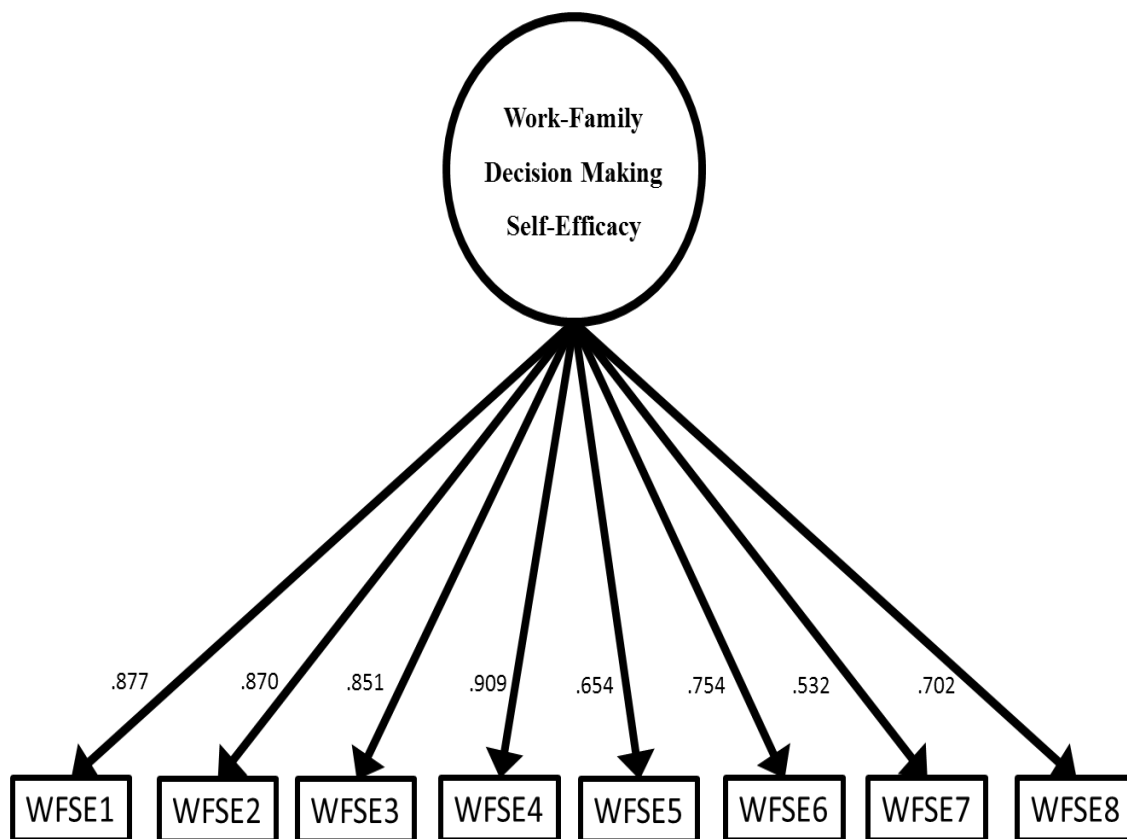 Work-Family
Decision Making
Self-Efficacy
.877 .870 .851 .909 .654 .754 .532 .702
WFSE1 WFSE2 WFSE3 WFSE4 WFSE5 WFSE6 WFSE7 WFSE8